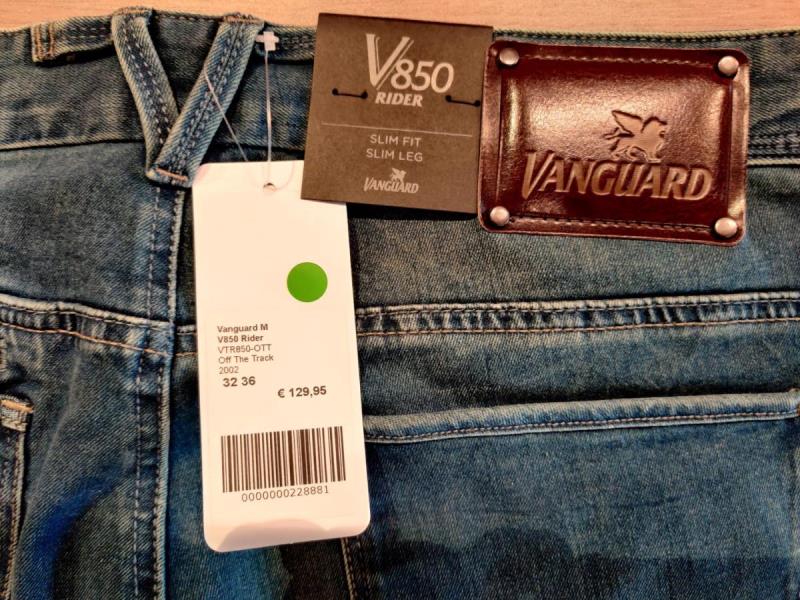 V850
RIDER
SLIM FIT
SLIM LEG
VANGUARD
VANGUARD
Vanguard M
V850 Rider
VTR850-OTT
Off The Track
2002
32 36
€ 129,95
0000000228881